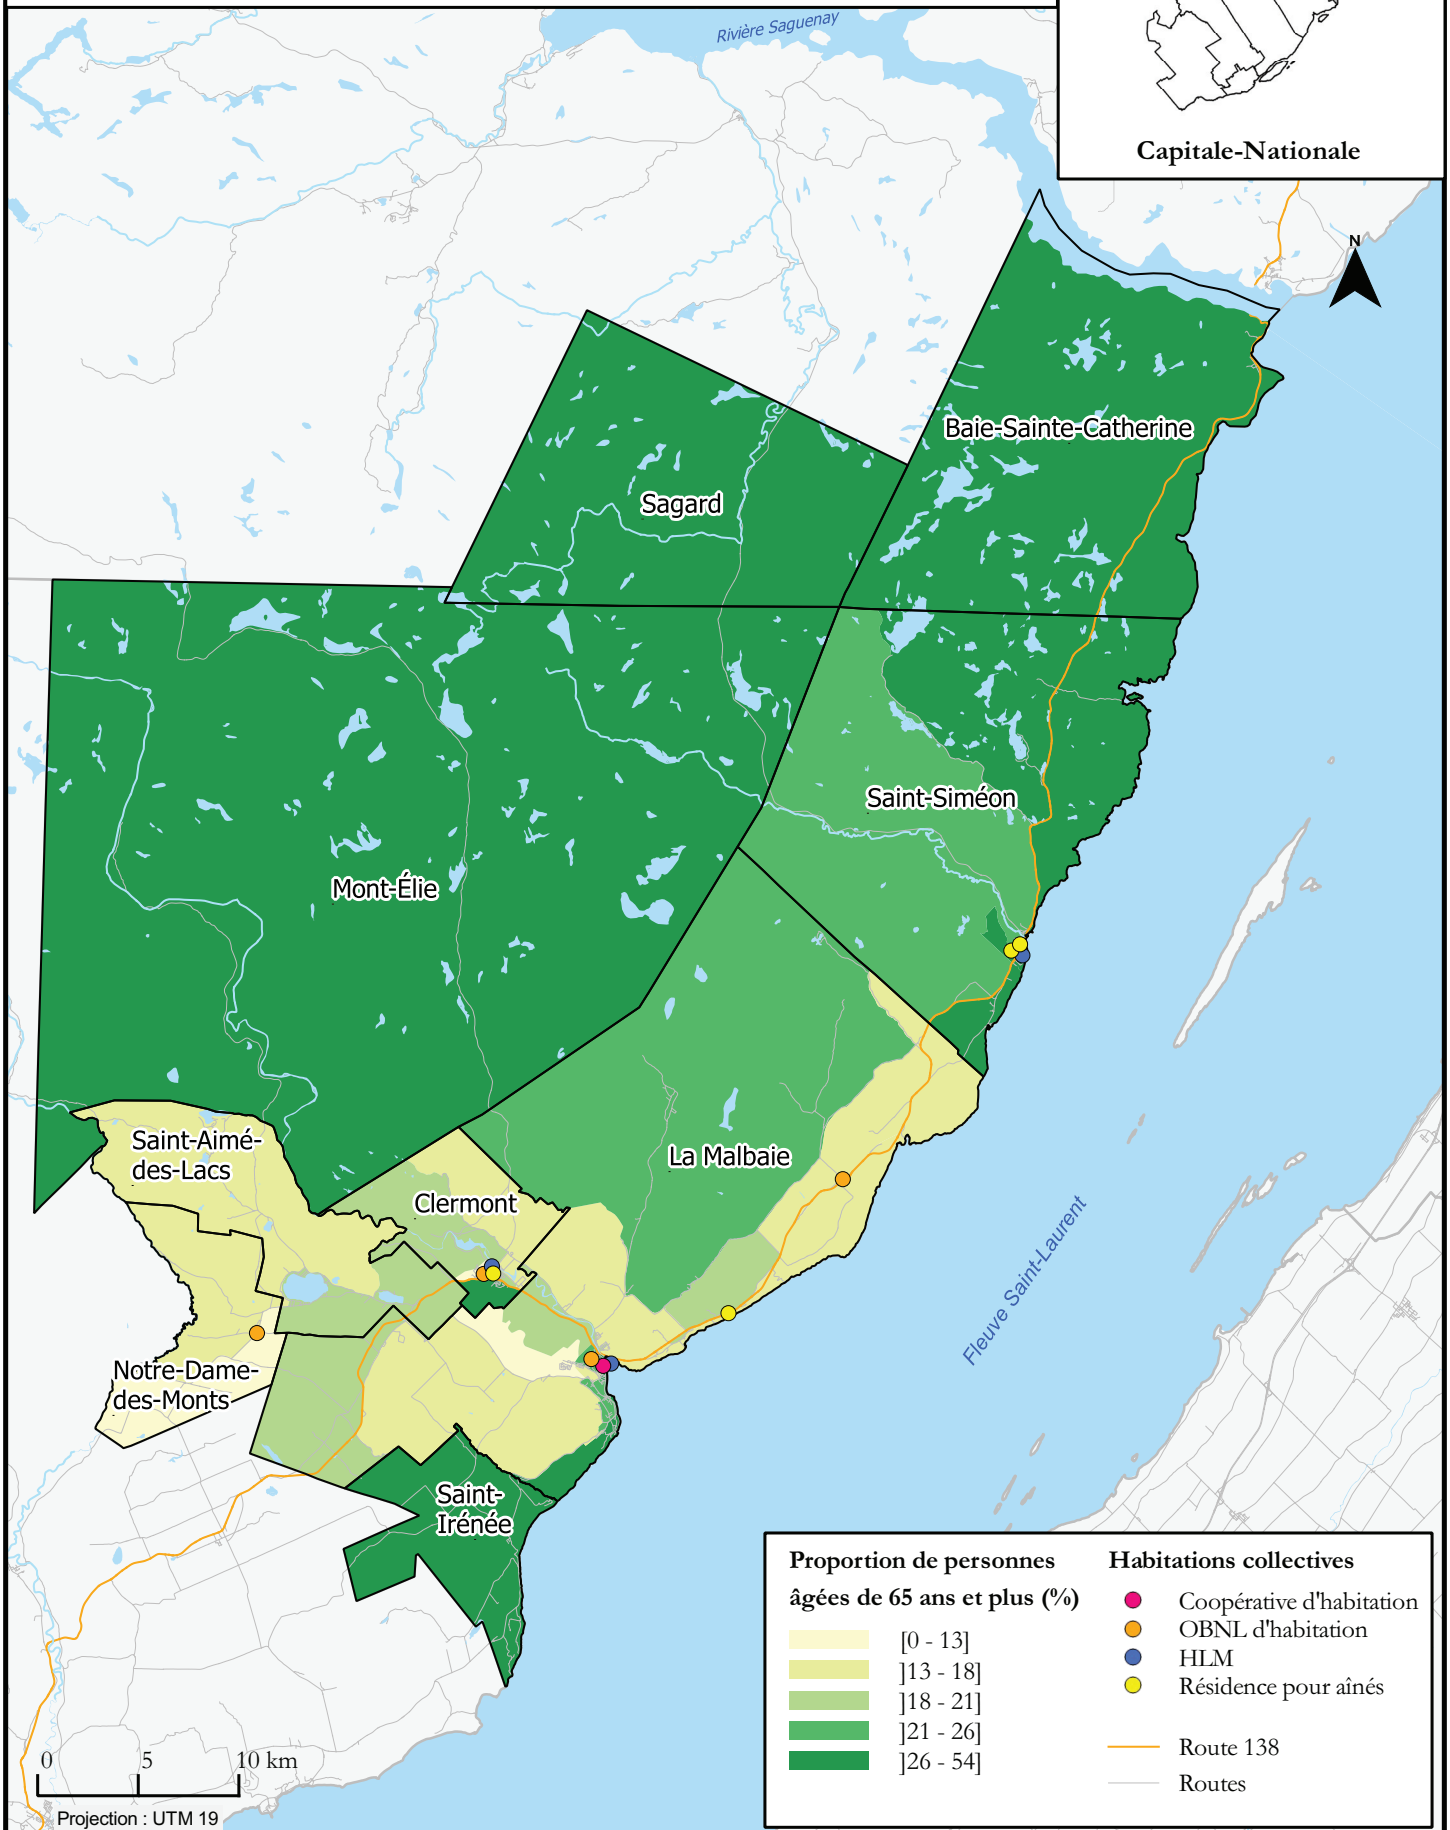 Rivière Saguenay
Capitale-Nationale
N
Baie-Sainte-Catherine
Sagard
Saint-Siméon
Mont-Élie
Saint-Aimé-
des-Lacs
La Malbaie
Clermont
Fleuve Saint-Laurent
Notre-Dame-
des-Monts
Saint-
Irénée
Proportion de personnes
âgées de 65 ans et plus (%)
[0 - 13]
]13 - 18]
]18 - 21]
]21 - 26]
]26 - 54]
Habitations collectives
Coopérative d'habitation
OBNL d'habitation
HLM
Résidence pour aînés
Route 138
Routes
0 5 10 km
Projection : UTM 19